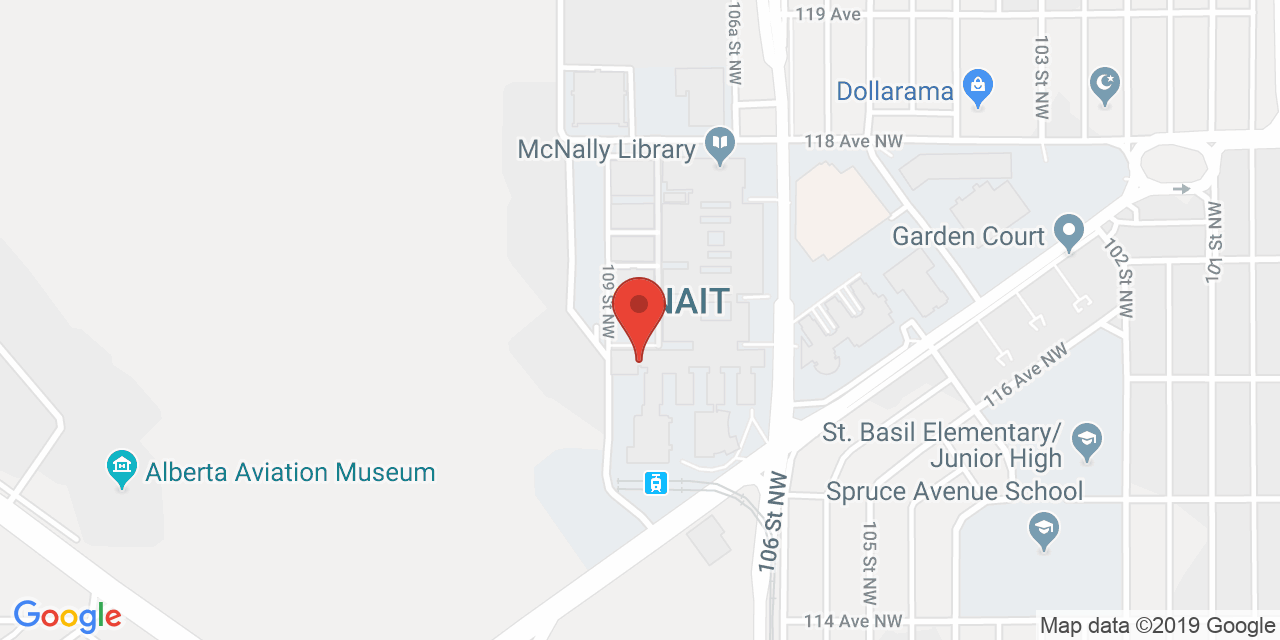 119 Ave
106a St NW
103 St NW
Dollarama
118 Ave NW
McNally Library
101 St NW
Garden Court
102 St NW
109 St NW
NAIT
116 Ave NW
St. Basil Elementary/
Junior High
Alberta Aviation Museum
Spruce Avenue School
106 St NW
105 St NW
114 Ave NW
Google
Map data ©2019 Google